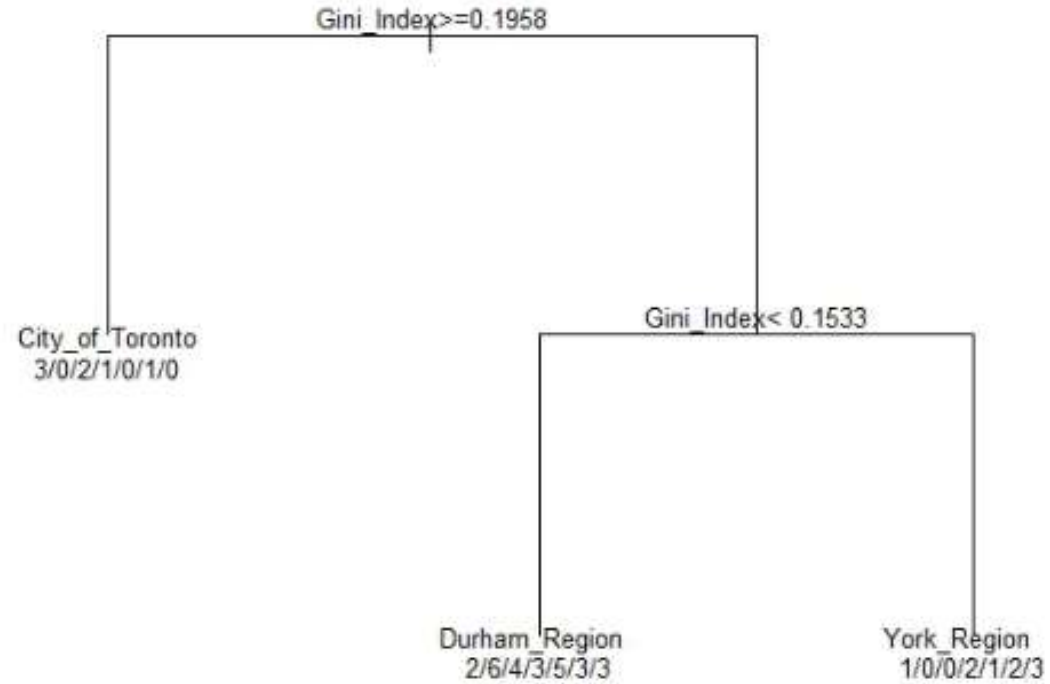 Gini_Index>=0.1958
Gini_Index< 0.1533
City_of_Toronto
3/0/2/1/0/1/0
Durham_Region
2/6/4/3/5/3/3
York_Region
1/0/0/2/1/2/3